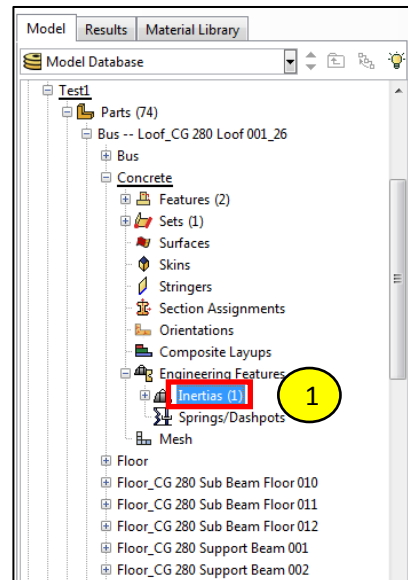 Model Results Material Library
Model Database
Test1
Parts (74)
Bus -- Loof_CG 280 Loof 001_26
Bus
Concrete
Features (2)
Sets (1)
Surfaces
Skins
Stringers
Section Assignments
Orientations
Composite Layups
Engineering Features
Inertias (1)
1
Springs/Dashpots
Mesh
Floor
Floor_CG 280 Sub Beam Floor 010
Floor_CG 280 Sub Beam Floor 011
Floor_CG 280 Sub Beam Floor 012
Floor_CG 280 Support Beam 001
Floor_CG 280 Support Beam 002